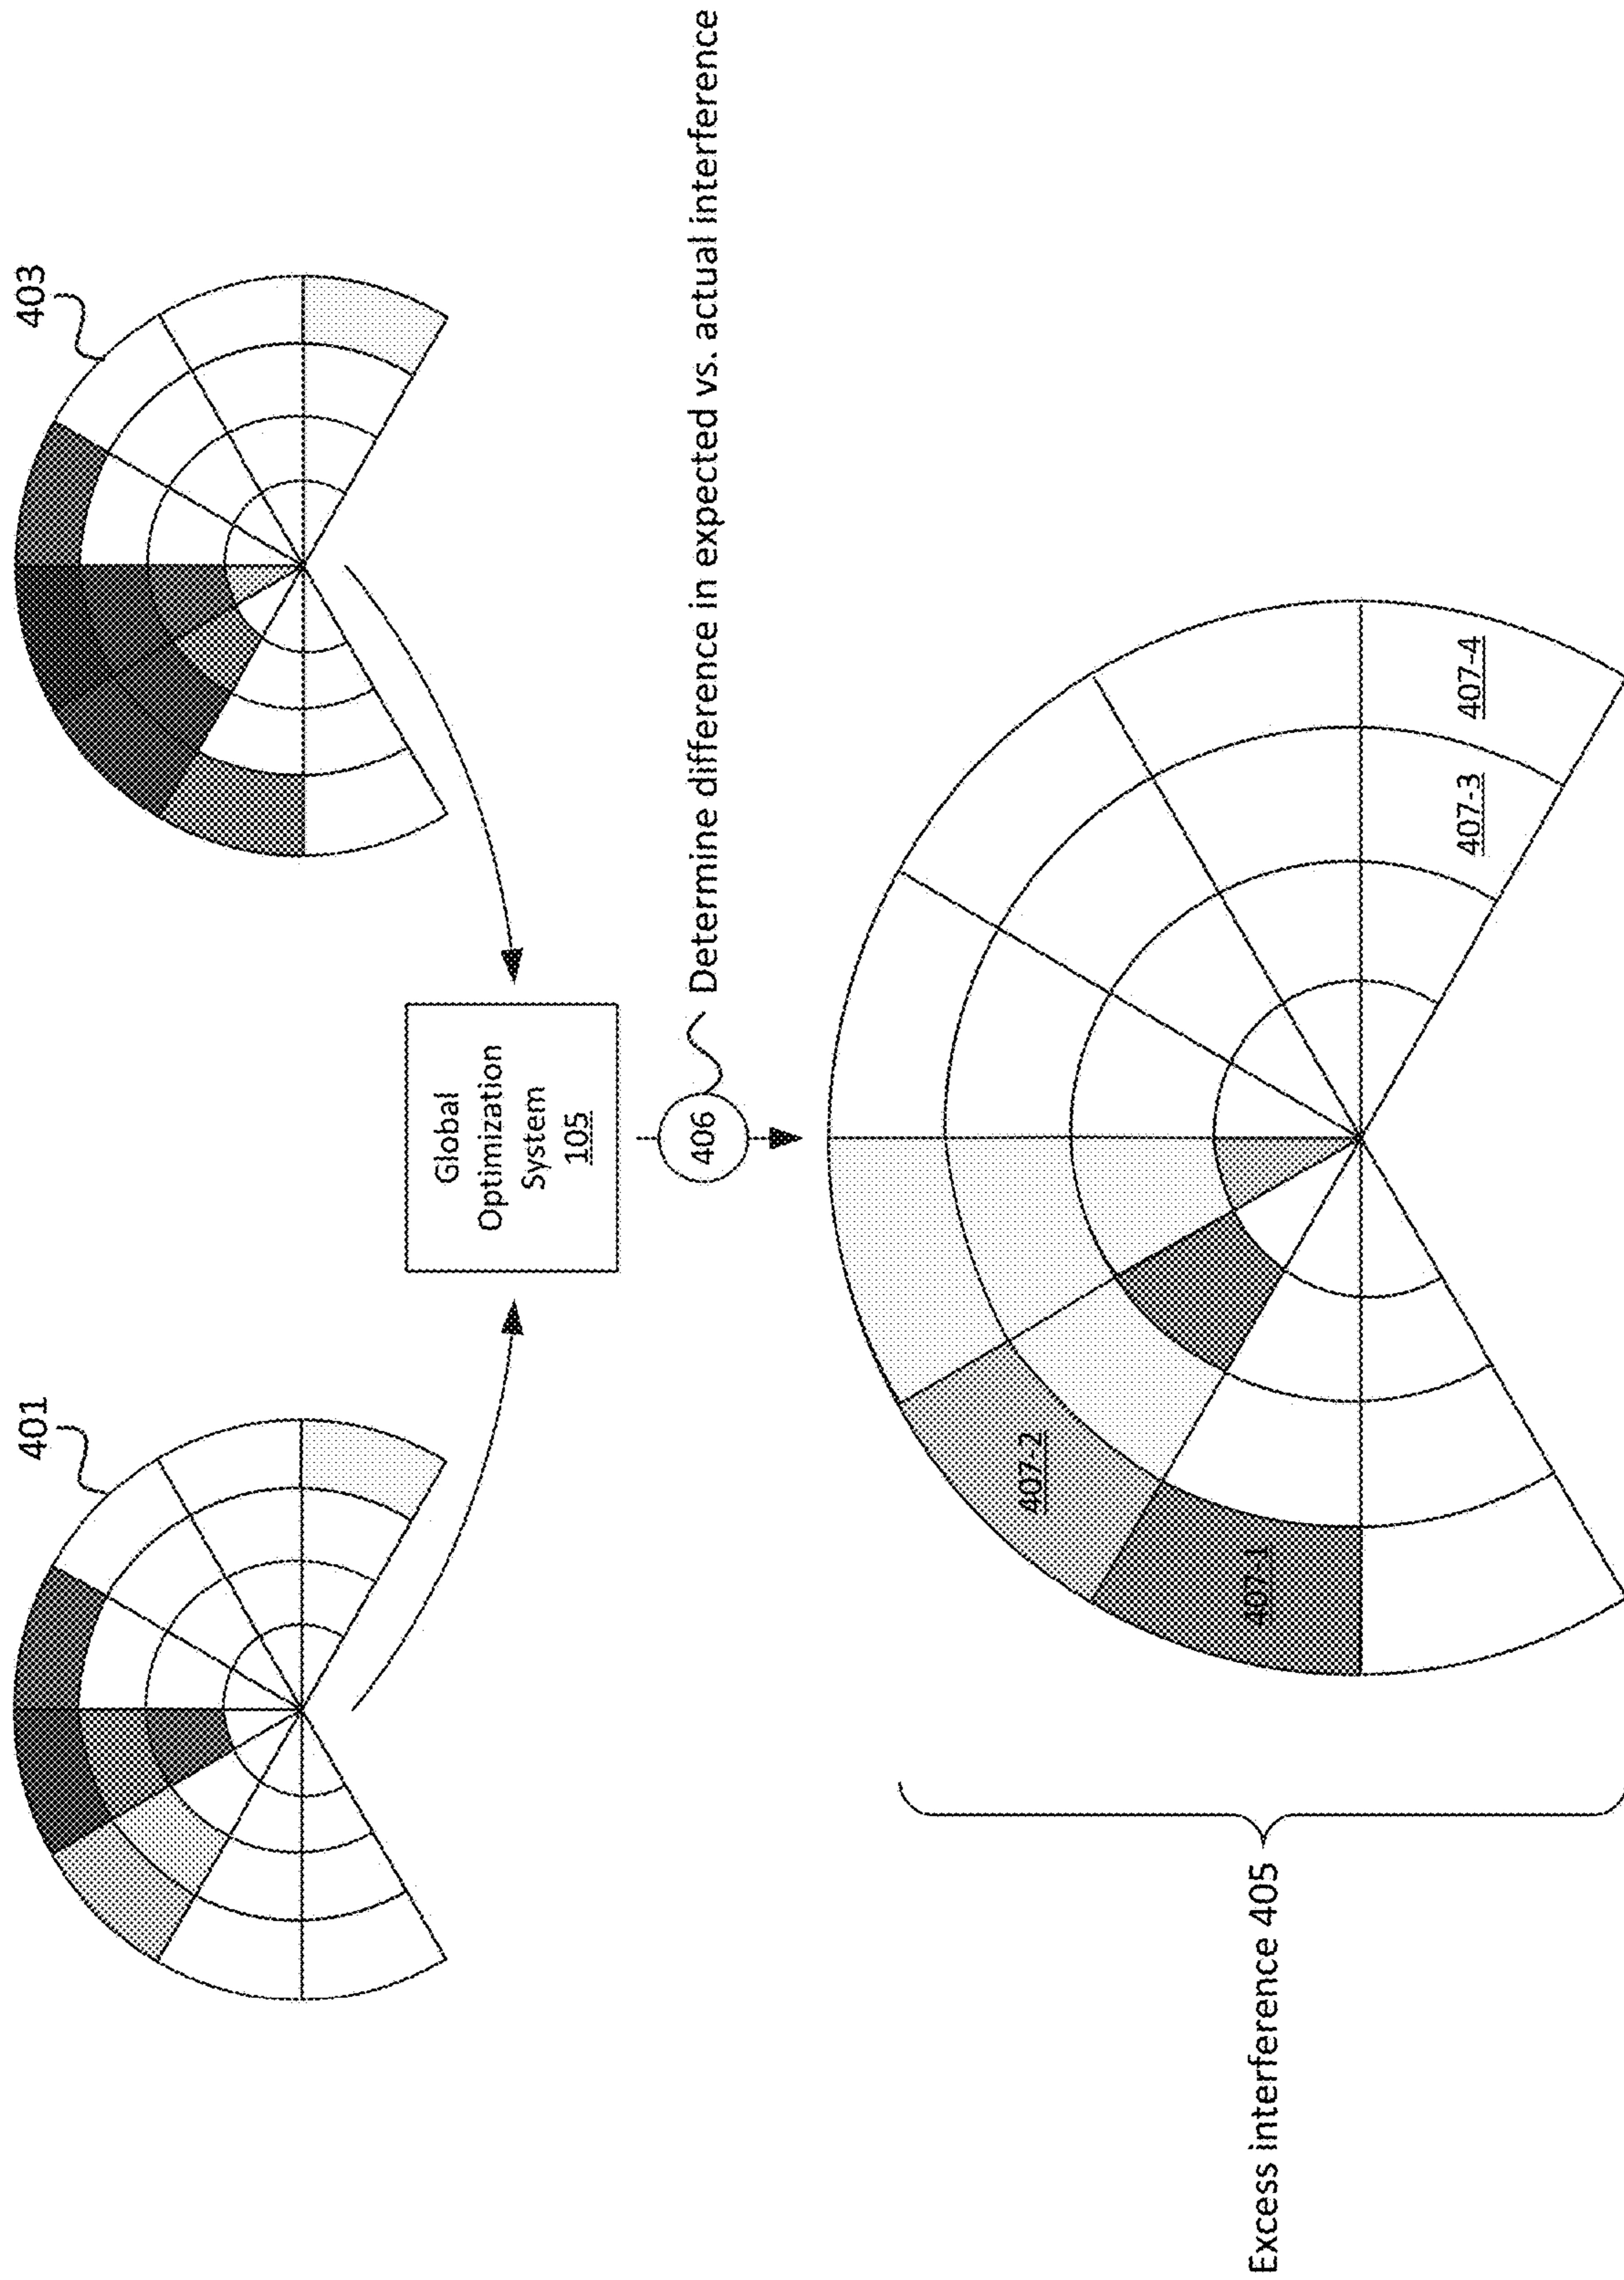 401
403
Global
Optimization
System
105
406
Determine difference in expected vs. actual interference
407-2
407-1
407-3
407-4
Excess interference 405